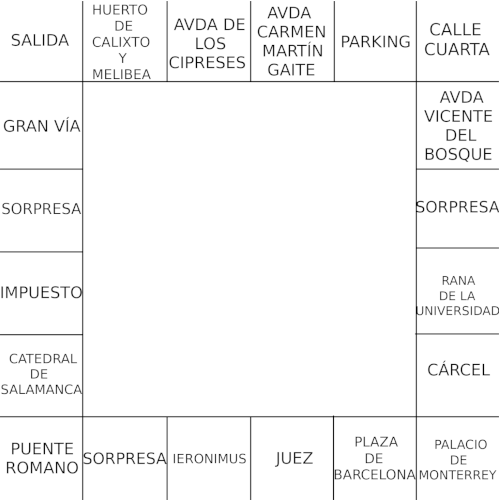 SALIDA
HUERTO
DE
CALIXTO
Y
MELIBEA
AVDA DE
LOS
CIPRESES
AVDA
CARMEN
MARTÍN
GAITE
PARKING
CALLE
CUARTA
GRAN VÍA
AVDA
VICENTE
DEL
BOSQUE
SORPRESA
SORPRESA
IMPUESTO
RANA
DE LA
UNIVERSIDAD
CATEDRAL
DE
SALAMANCA
CÁRCEL
PUENTE
ROMANO
SORPRESA
IERONIMUS
JUEZ
PLAZA
DE
BARCELONA
PALACIO
DE
MONTERREY